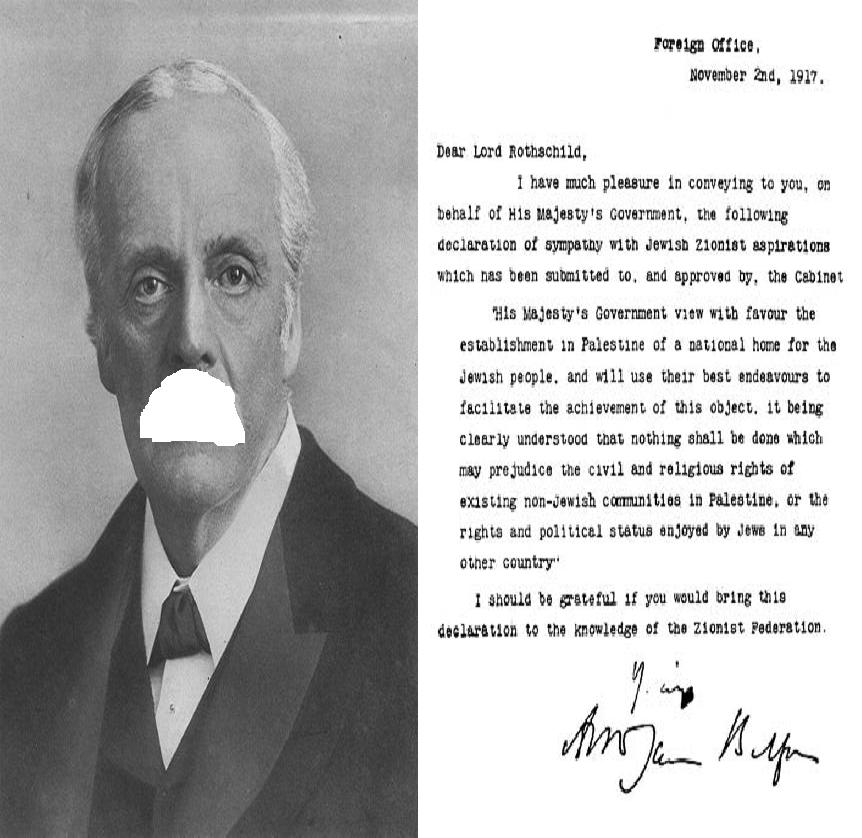 Foreign Office,
November 2nd, 1917.
Dear Lord Rothschild,
I have much pleasure in conveying to you, on
behalf of His Majesty's Government, the following
declaration of sympathy with Jewish Zionist aspirations
which has been submitted to, and approved by, the Cabinet
"His Majesty's Government view with favour the
establishment in Palestine of a national home for the
Jewish people, and will use their best endeavours to
facilitate the achievement of this object, it being
clearly understood that nothing shall be done which
may prejudice the civil and religious rights of
existing non-Jewish communities in Palestine, or the
rights and political status enjoyed by Jews in any
other country"
I should be grateful if you would bring this
declaration to the knowledge of the Zionist Federation.
Arthur James Balfour